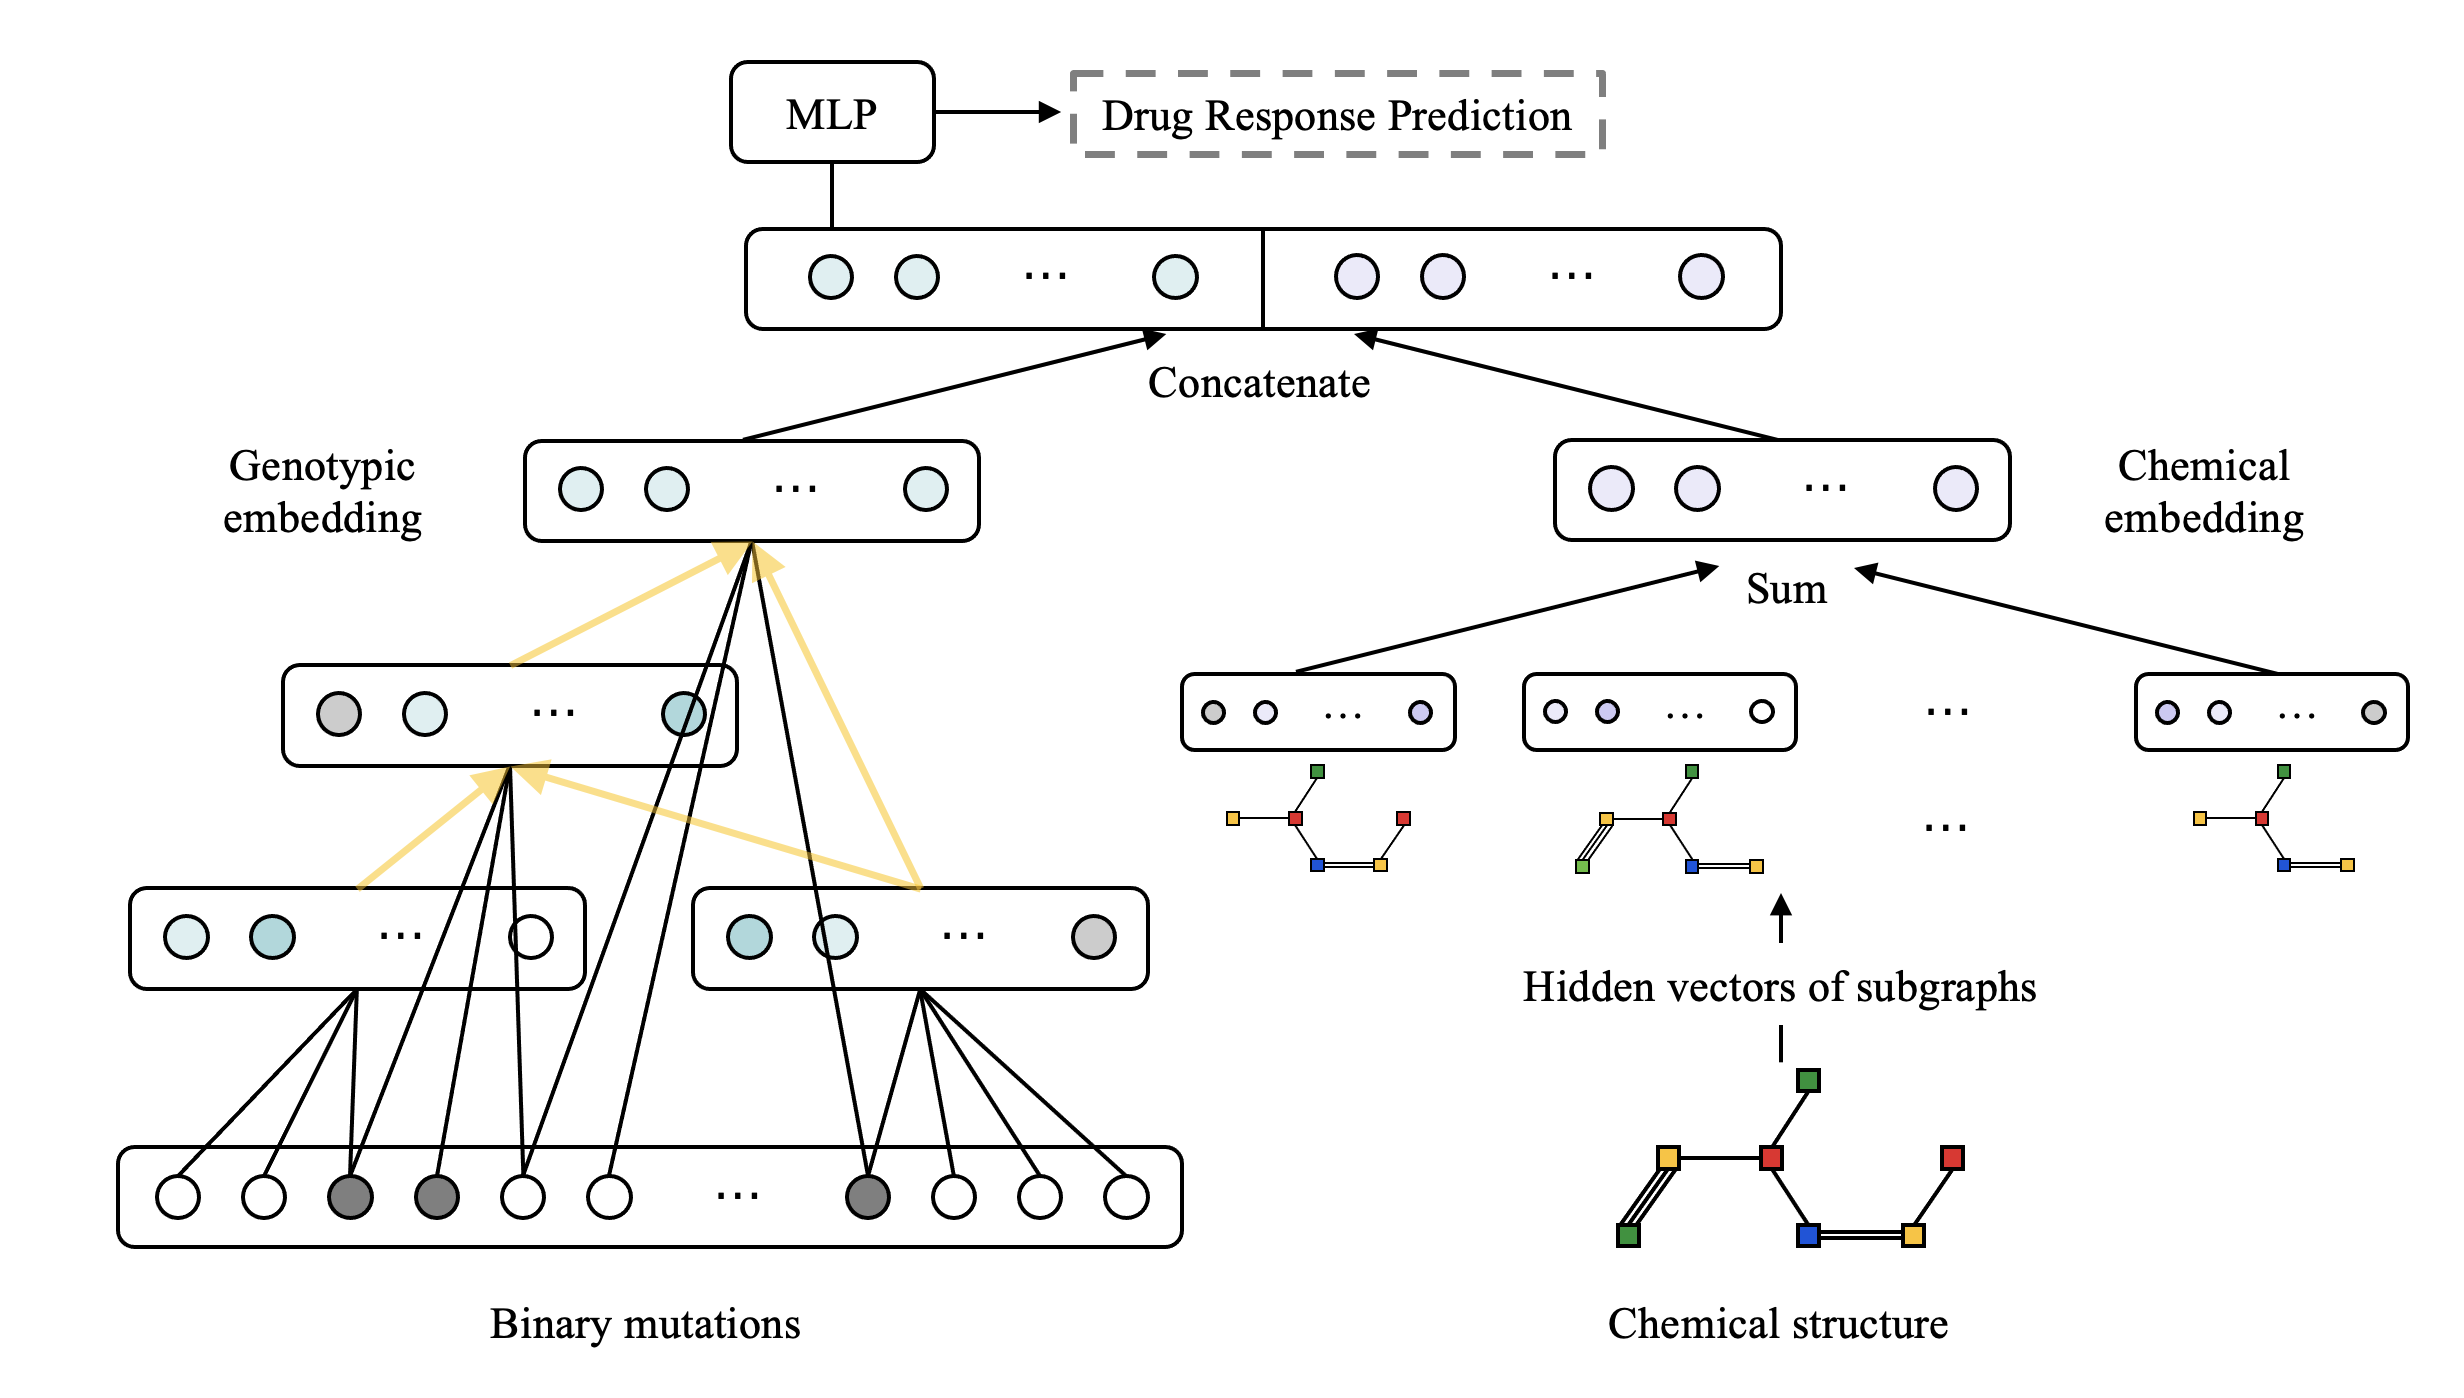 MLP
Drug Response Prediction
...
...
Concatenate
Genotypic
embedding
...
...
Chemical
embedding
Sum
...
...
...
...
...
...
...
...
Hidden vectors of subgraphs
...
Binary mutations
Chemical structure